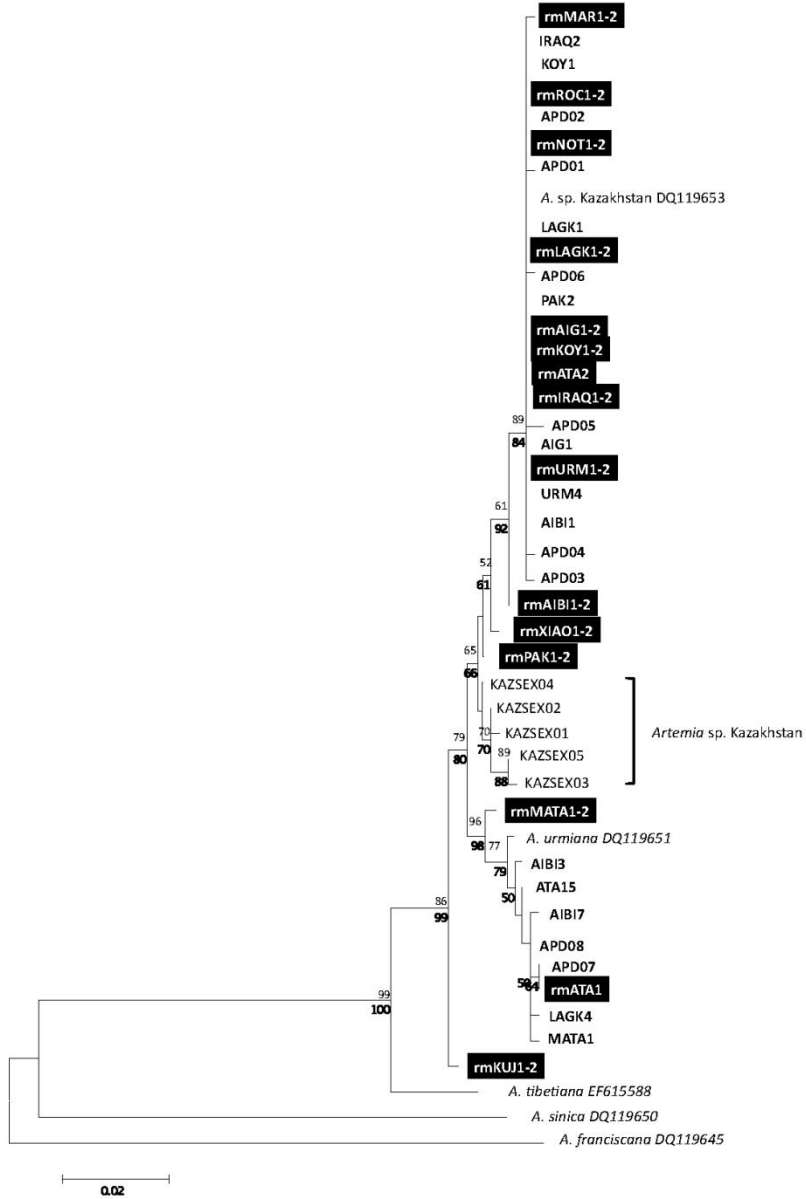 rmMAR1-2
IRAQ2
KOY1
rmROC1-2
APD02
rmNOT1-2
APD01
A. sp. Kazakhstan DQ119653
LAGK1
rmLAGK1-2
APD06
PAK2
rmAIG1-2
rmKOY1-2
rmATA2
rmIRAQ1-2
89
APD05
84
AIG1
rmURM1-2
URM4
61
AIBI1
92
APD04
52
61
APD03
rmAIBI1-2
rmXIAO1-2
65
rmPAK1-2
66
KAZSEX04
KAZSEX02
79
70
KAZSEX01
Artemia sp. Kazakhstan
70
80
89
KAZSEX05
88
KAZSEX03
rmMATA1-2
96
98
77
A. urmiana DQ119651
79
AIBI3
50
ATA15
86
AIBI7
99
APD08
APD07
64
rmATA1
99
100
LAGK4
MATA1
rmKUJ1-2
A. tibetiana EF615588
A. sinica DQ119650
A. franciscana DQ119645
0.02